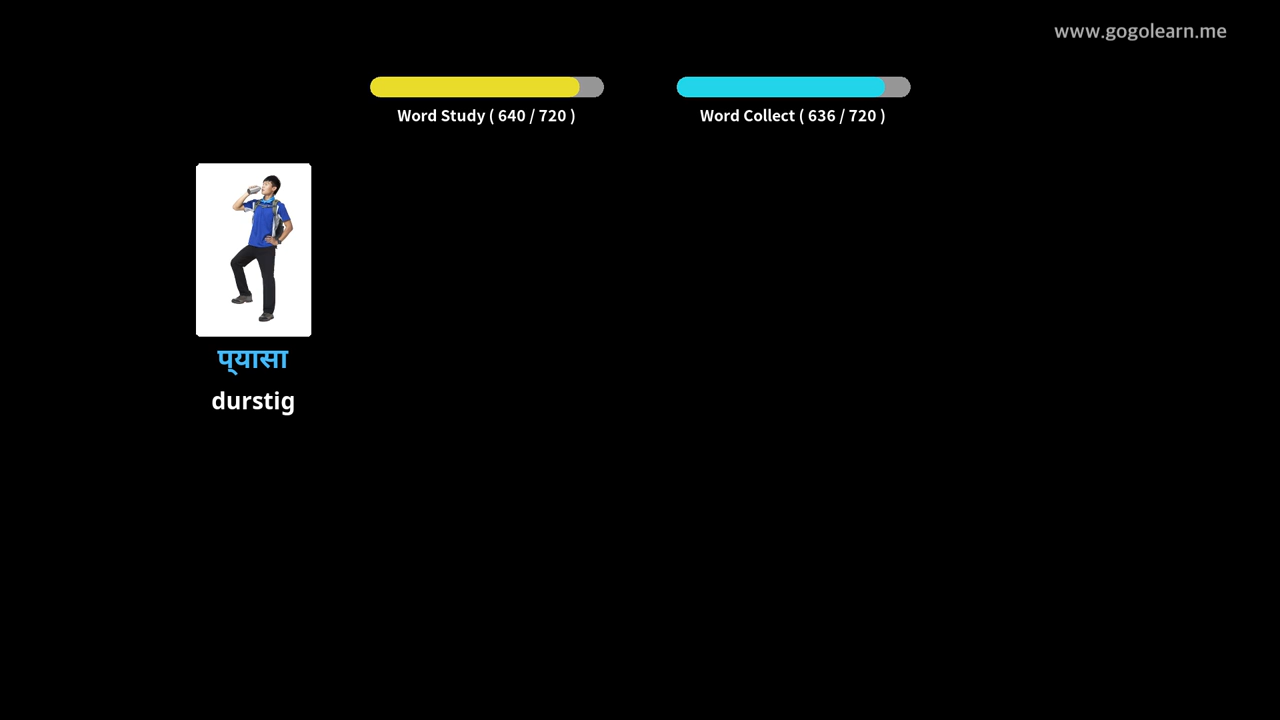 www.gogolearn.me
Word Study ( 640 / 720 )
Word Collect ( 636 / 720 )
प्यासा
durstig